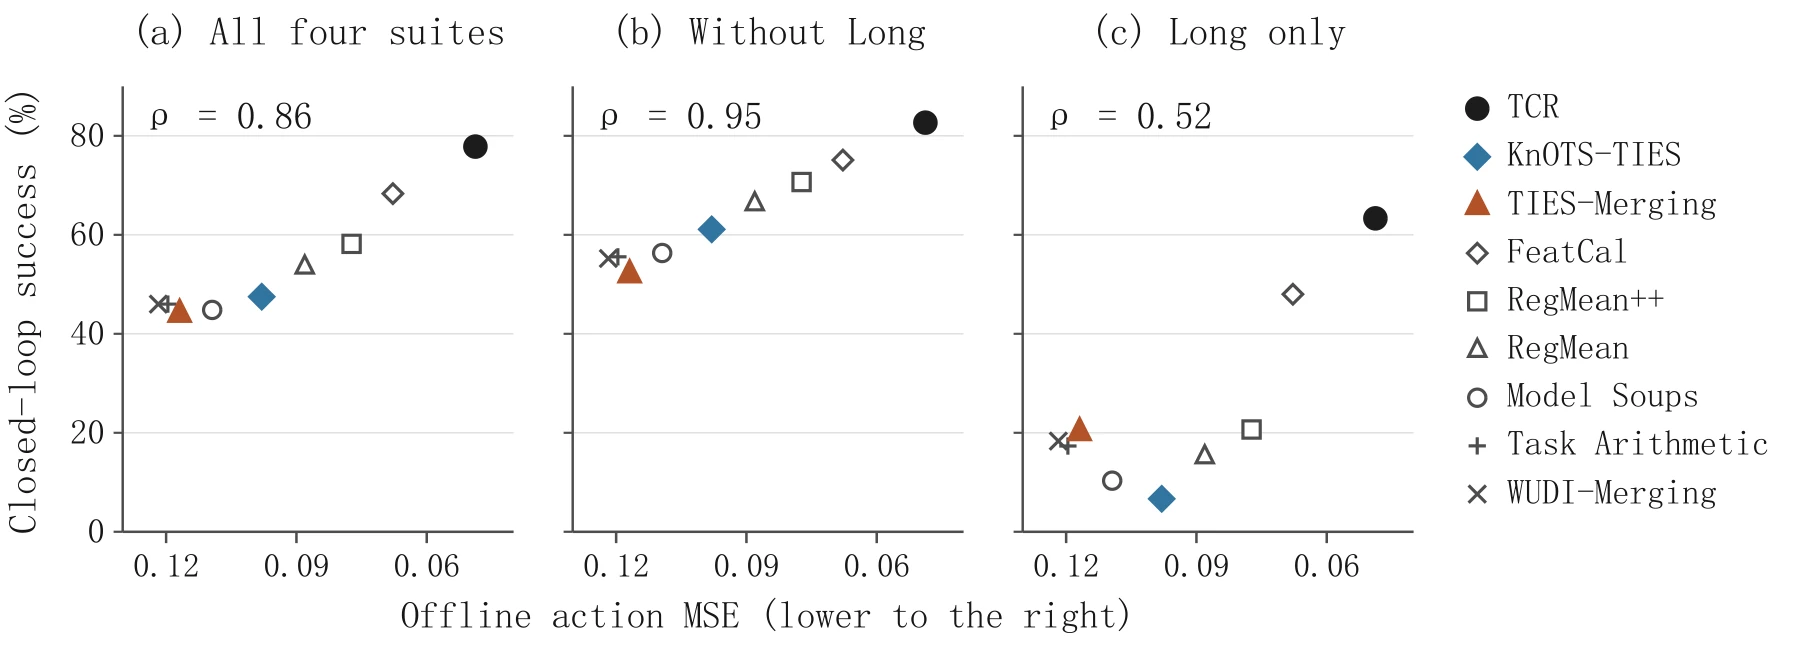 (a) All four suites
(b) Without Long
(c) Long only
Closed-loop success (%)
ρ = 0.86
ρ = 0.95
ρ = 0.52
80
60
40
20
0
0.12 0.09 0.06
0.12 0.09 0.06
0.12 0.09 0.06
Offline action MSE (lower to the right)
TCR
KnOTS-TIES
TIES-Merging
FeatCal
RegMean++
RegMean
Model Soups
Task Arithmetic
WUDI-Merging